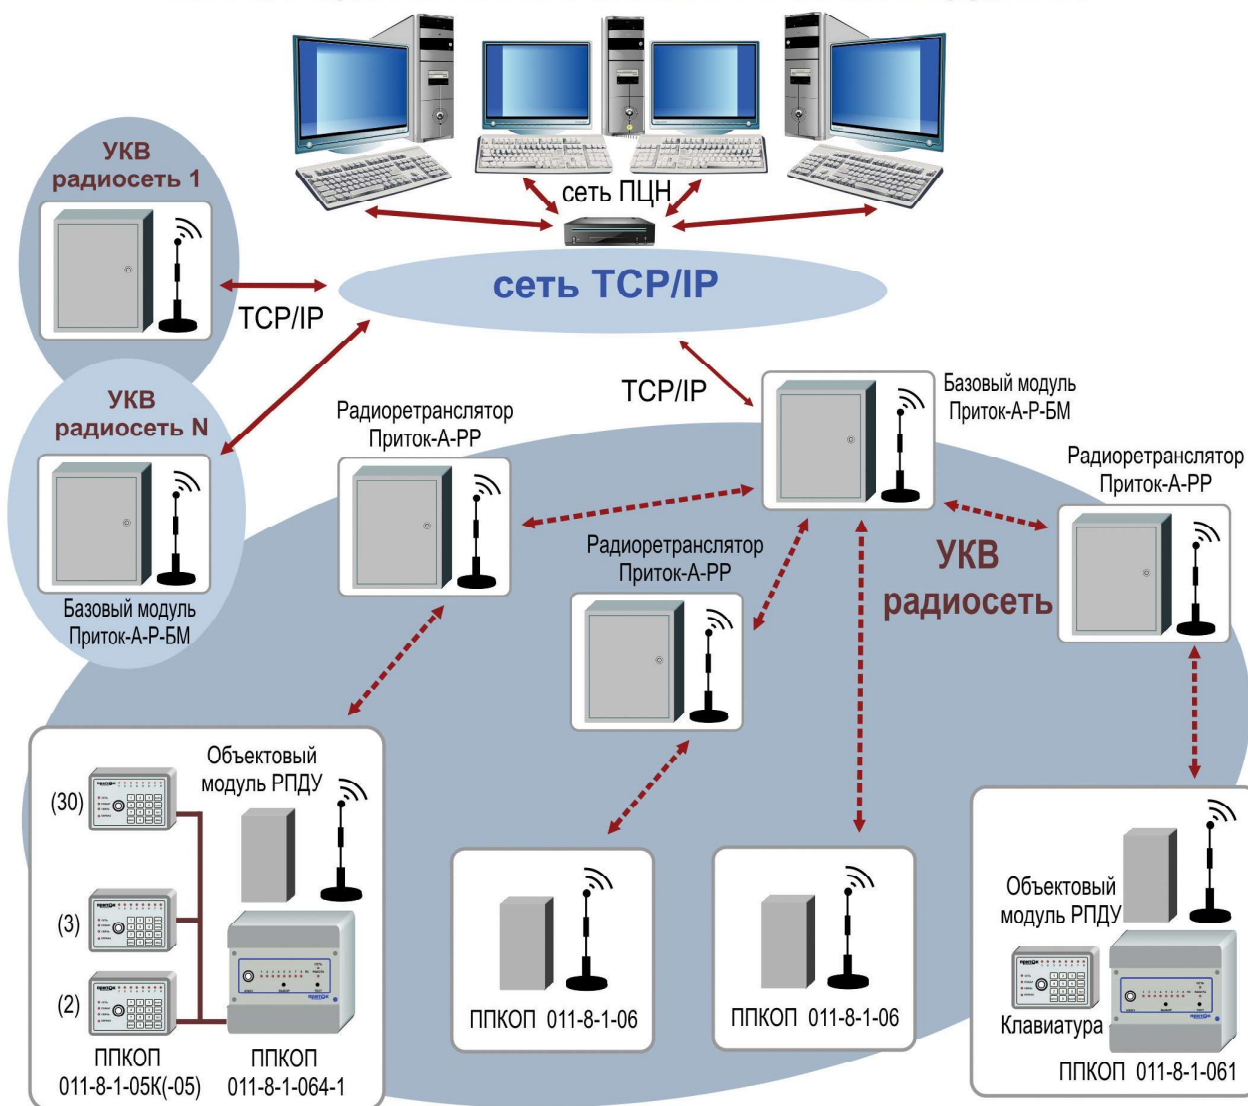 сеть ПЦН
УКВ
радиосеть 1
сеть TCP/IP
TCP/IP
УКВ
радиосеть N
TCP/IP
Базовый модуль
Приток-А-Р-БМ
Радиоретранслятор
Приток-А-РР
Радиоретранслятор
Приток-А-РР
Радиоретранслятор
Приток-А-РР
УКВ
радиосеть
Базовый модуль
Приток-А-Р-БМ
Объектовый
модуль РПДУ
(30)
(3)
(2)
ППКОП
011-8-1-05К(-05)
ППКОП
011-8-1-064-1
ППКОП 011-8-1-06
ППКОП 011-8-1-06
Объектовый
модуль РПДУ
Клавиатура
ППКОП 011-8-1-061